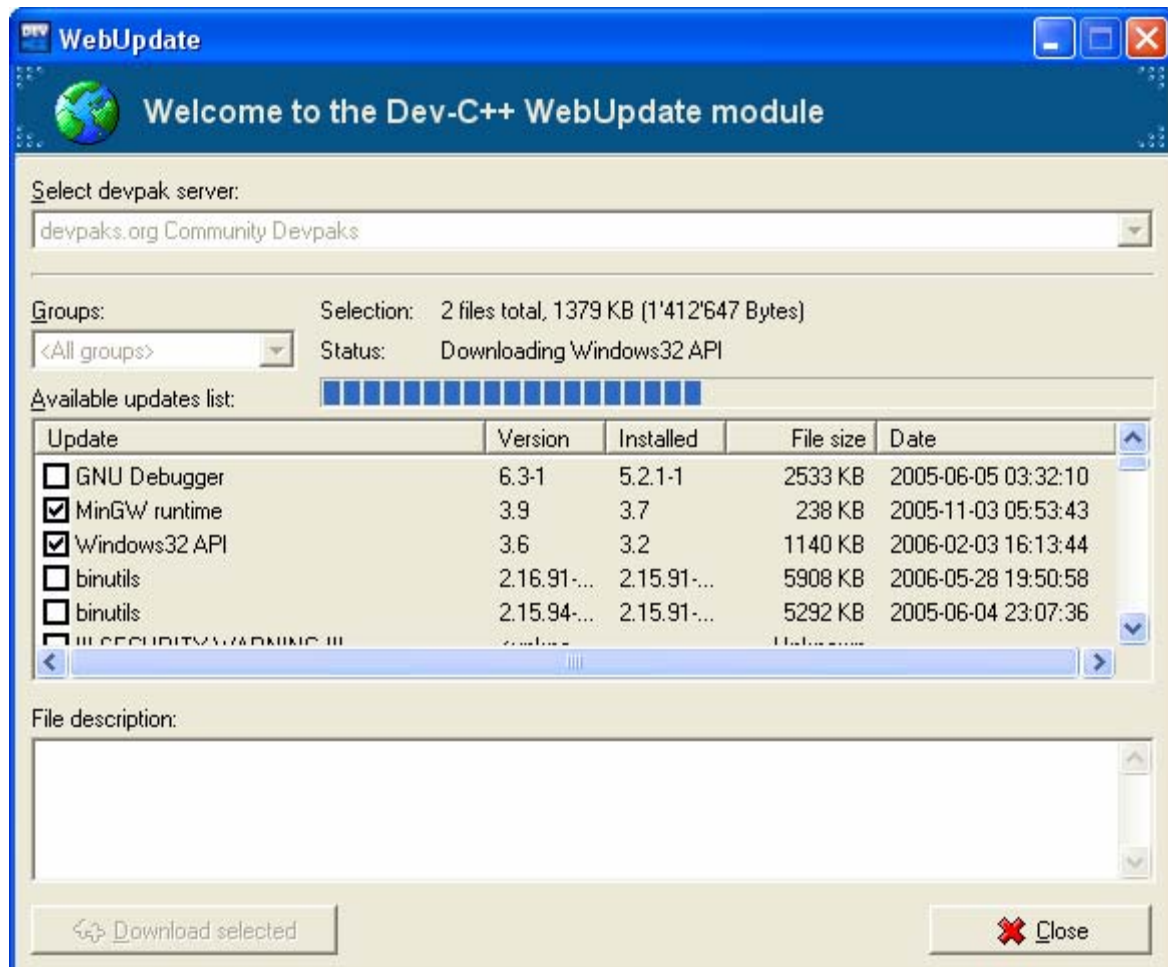 DEV WebUpdate
Welcome to the Dev-C++ WebUpdate module
Select devpak server:
devpaks.org Community Devpaks
Groups: Selection: 2 files total, 1379 KB (1'412'647 Bytes)
<All groups> Status: Downloading Windows32 API
Available updates list:
Update Version Installed File size Date
GNU Debugger 6.3-1 5.2.1-1 2533 KB 2005-06-05 03:32:10
MinGW runtime 3.9 3.7 238 KB 2005-11-03 05:53:43
Windows32 API 3.6 3.2 1140 KB 2006-02-03 16:13:44
binutils 2.16.91-... 2.15.91-... 5908 KB 2006-05-28 19:50:58
binutils 2.15.94-... 2.15.91-... 5292 KB 2005-06-04 23:07:36
!!! SECURITY WARNING !!!
File description:
Download selected Close